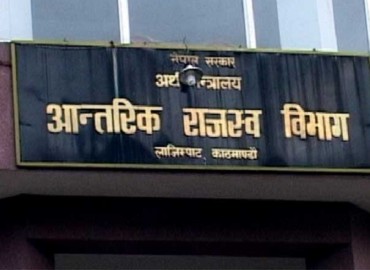 नेपाल सरकार
अर्थ मन्त्रालय
आन्तरिक राजस्व विभाग
लाजिम्पाट, काठमाण्डौ